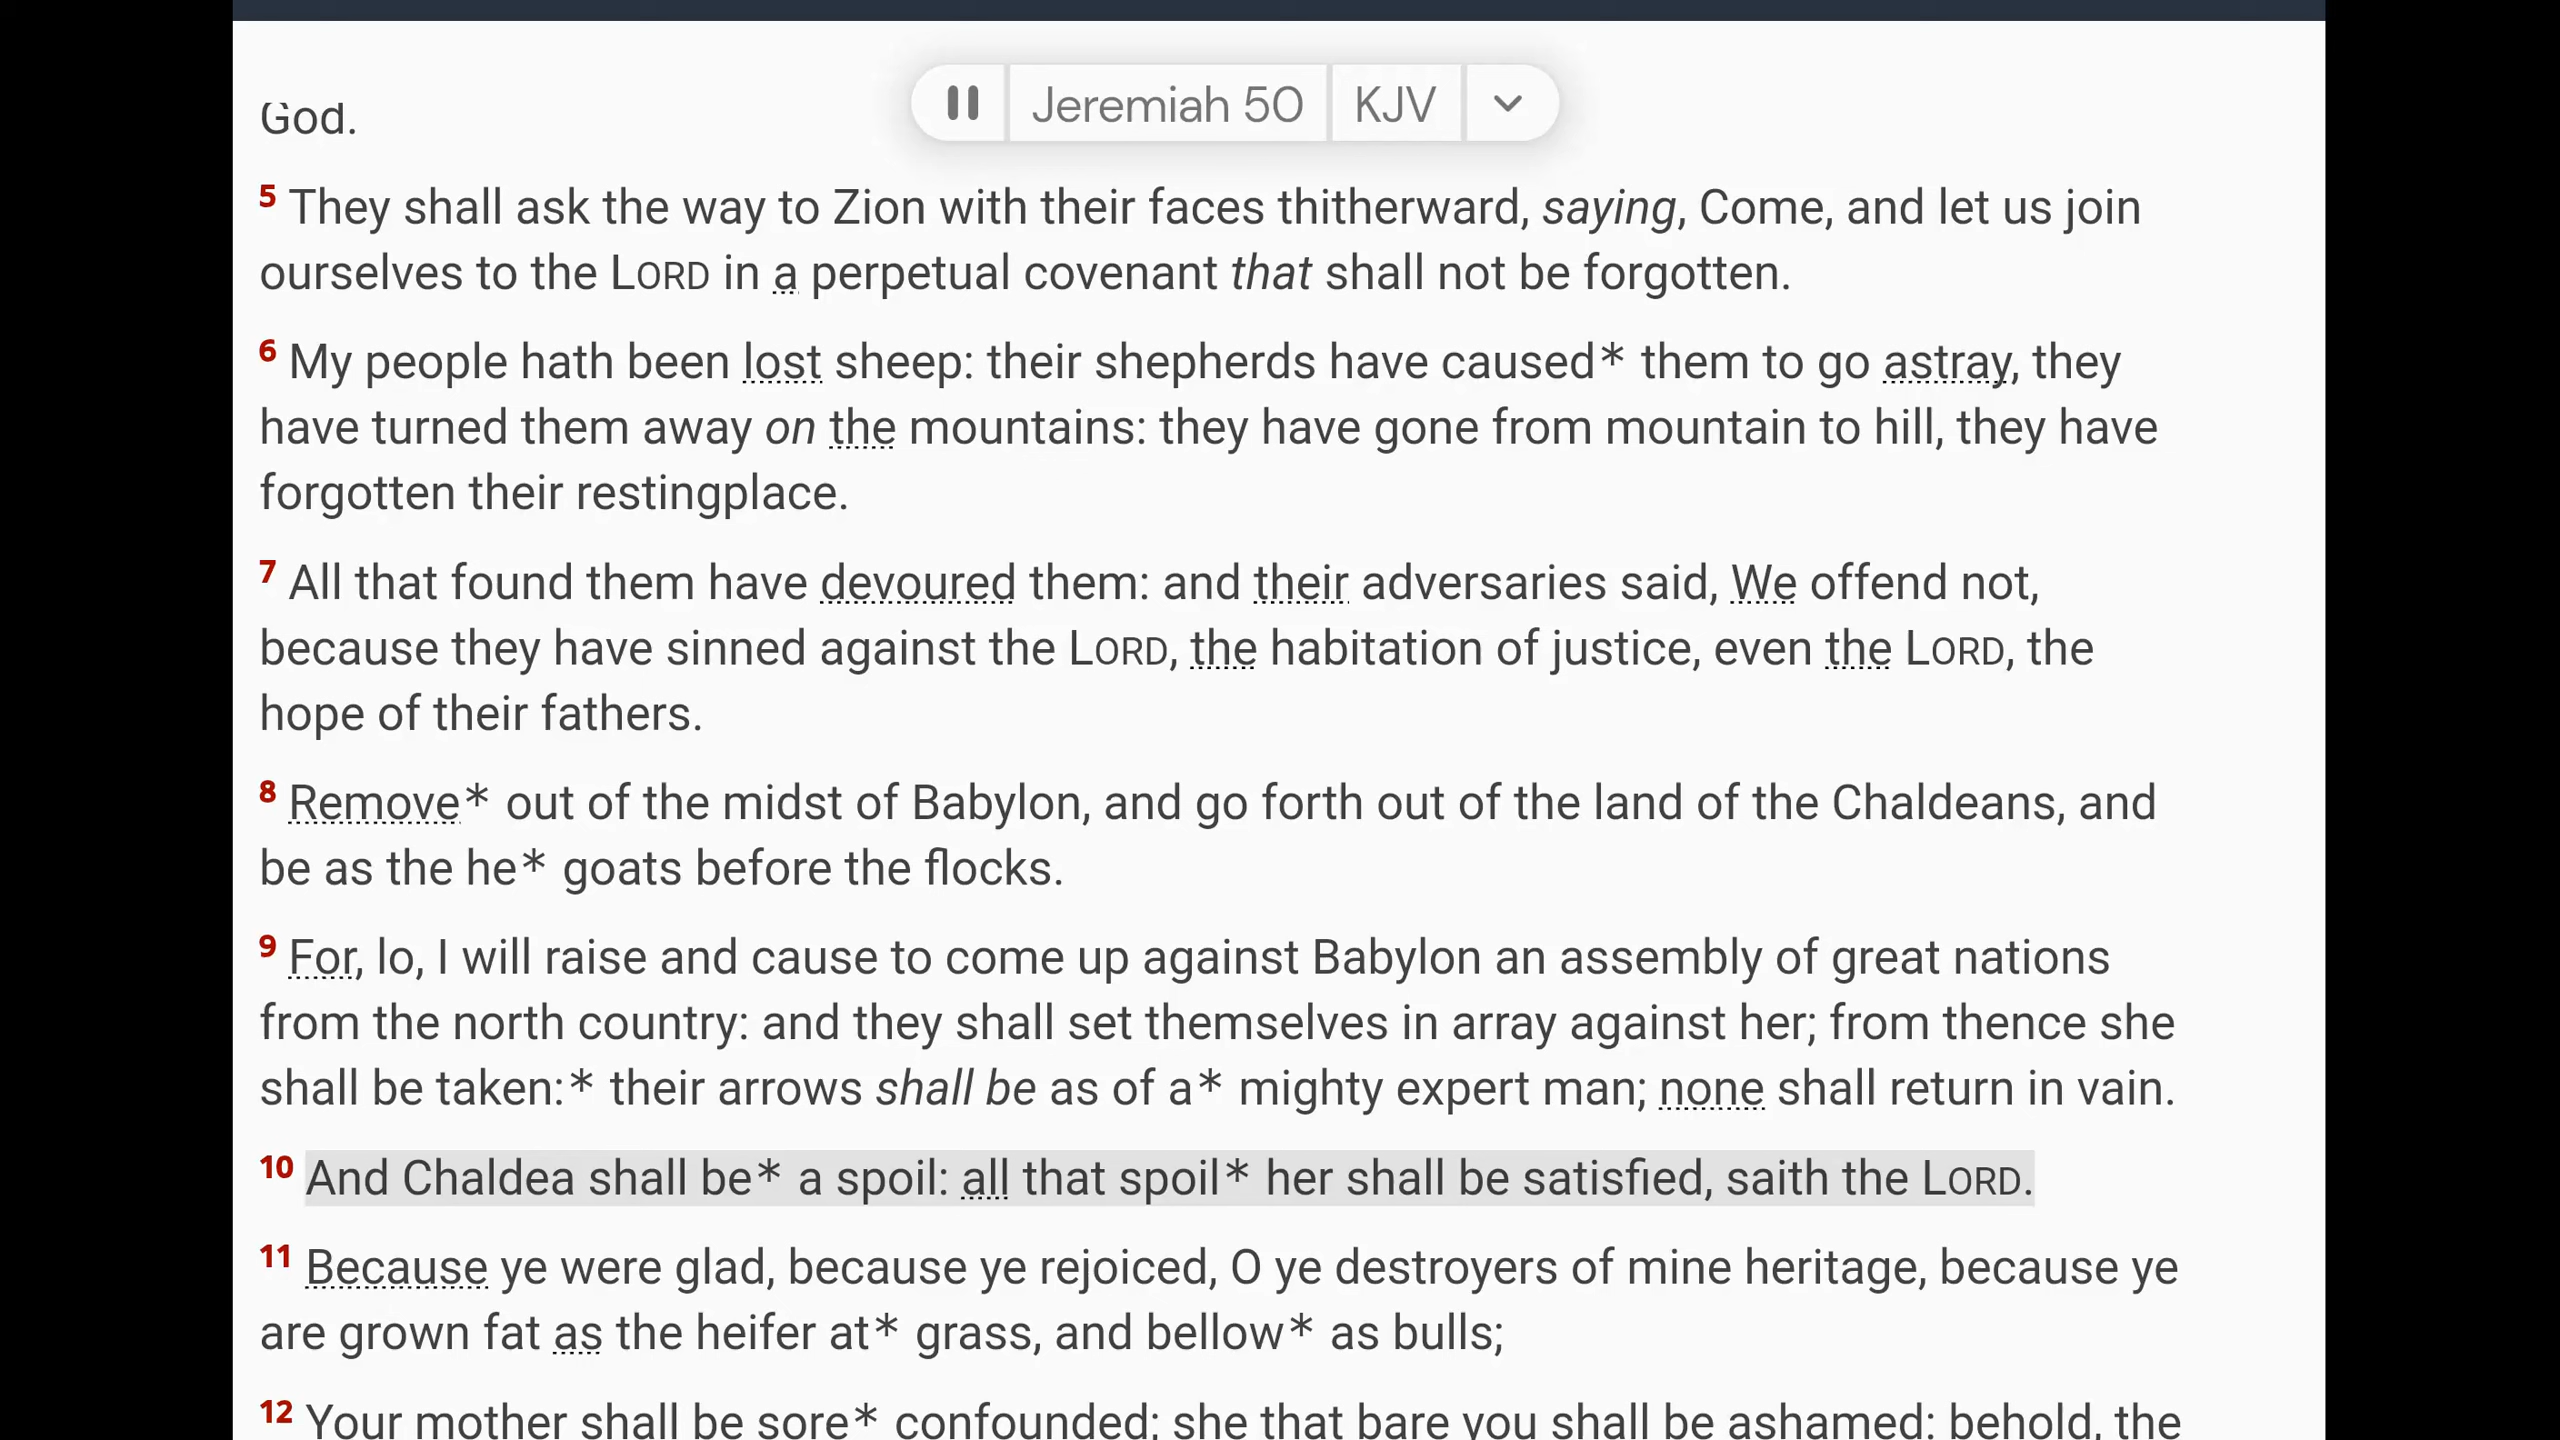 Jeremiah 50 KJV
God.
5 They shall ask the way to Zion with their faces thitherward, saying, Come, and let us join
ourselves to the LORD in a perpetual covenant that shall not be forgotten.
6 My people hath been lost sheep: their shepherds have caused* them to go astray, they
have turned them away on the mountains: they have gone from mountain to hill, they have
forgotten their restingplace.
7 All that found them have devoured them: and their adversaries said, We offend not,
because they have sinned against the LORD, the habitation of justice, even the LORD, the
hope of their fathers.
8 Remove* out of the midst of Babylon, and go forth out of the land of the Chaldeans, and
be as the he* goats before the flocks.
9 For, lo, I will raise and cause to come up against Babylon an assembly of great nations
from the north country: and they shall set themselves in array against her; from thence she
shall be taken:* their arrows shall be as of a* mighty expert man; none shall return in vain.
10 And Chaldea shall be* a spoil: all that spoil* her shall be satisfied, saith the LORD.
11 Because ye were glad, because ye rejoiced, O ye destroyers of mine heritage, because ye
are grown fat as the heifer at* grass, and bellow* as bulls;
12 Your mother shall be sore* confounded; she that bare you shall be ashamed: behold, the